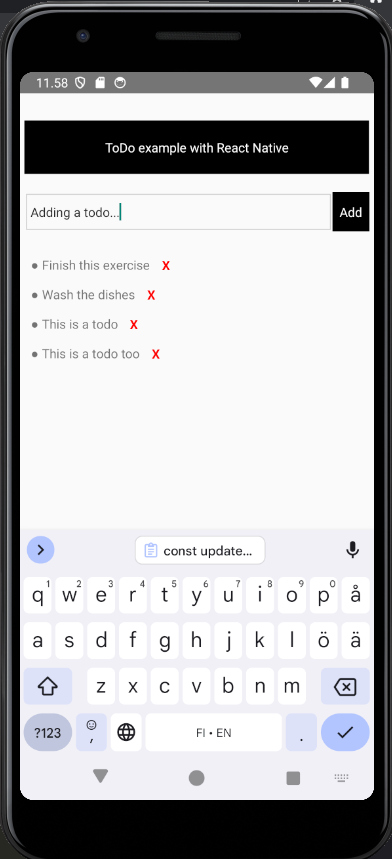 11.58
ToDo example with React Native
Adding a todo... Add
● Finish this exercise X
● Wash the dishes X
● This is a todo X
● This is a todo too X
const update...
q1 w2 e3 r4 t5 y6 u7 i8 o9 p0 å
a s d f g h j k l ö ä
z x c v b n m
?123 , FI • EN .